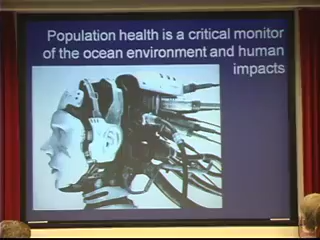 Population health is a critical monitor
of the ocean environment and human
impacts